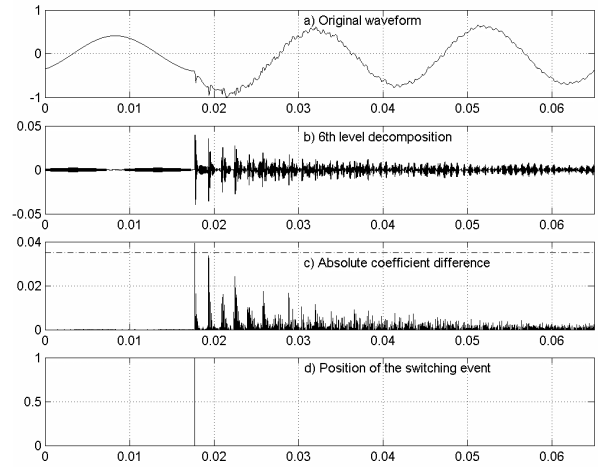 a) Original waveform
1
0
-1
0 0.01 0.02 0.03 0.04 0.05 0.06
b) 6th level decomposition
0.05
0
-0.05
0 0.01 0.02 0.03 0.04 0.05 0.06
c) Absolute coefficient difference
0.04
0.02
0
0 0.01 0.02 0.03 0.04 0.05 0.06
d) Position of the switching event
1
0.5
0
0 0.01 0.02 0.03 0.04 0.05 0.06